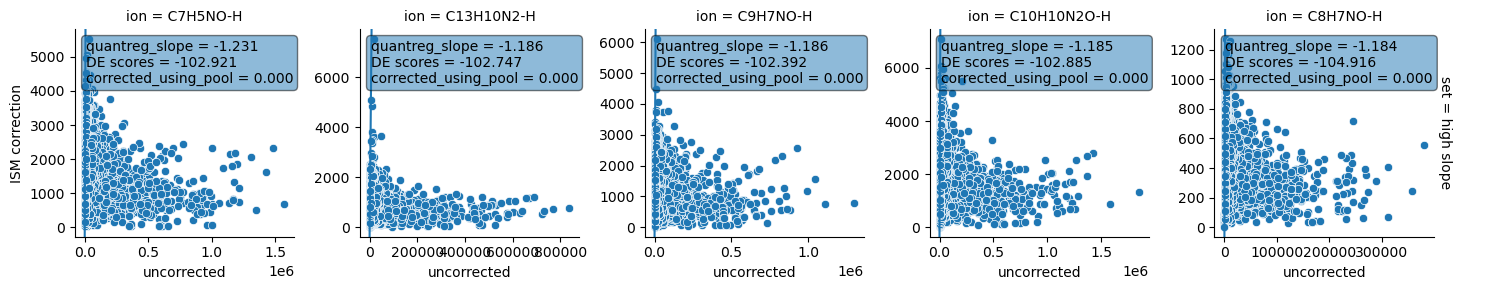 ion = C7H5NO-H
ion = C13H10N2-H
ion = C9H7NO-H
ion = C10H10N2O-H
ion = C8H7NO-H
quantreg_slope = -1.231
DE scores = -102.921
corrected_using_pool = 0.000
quantreg_slope = -1.186
DE scores = -102.747
corrected_using_pool = 0.000
quantreg_slope = -1.186
DE scores = -102.392
corrected_using_pool = 0.000
quantreg_slope = -1.185
DE scores = -102.885
corrected_using_pool = 0.000
quantreg_slope = -1.184
DE scores = -104.916
corrected_using_pool = 0.000
ISM correction
5000
4000
3000
2000
1000
0
6000
4000
2000
0
6000
5000
4000
3000
2000
1000
0
6000
4000
2000
0
1200
1000
800
600
400
200
0
set = high slope
0.0 0.5 1.0 1.5
1e6
0 200000 400000 600000 800000
0.0 0.5 1.0
1e6
0.0 0.5 1.0 1.5
1e6
0 1000000 2000000 3000000
uncorrected
uncorrected
uncorrected
uncorrected
uncorrected